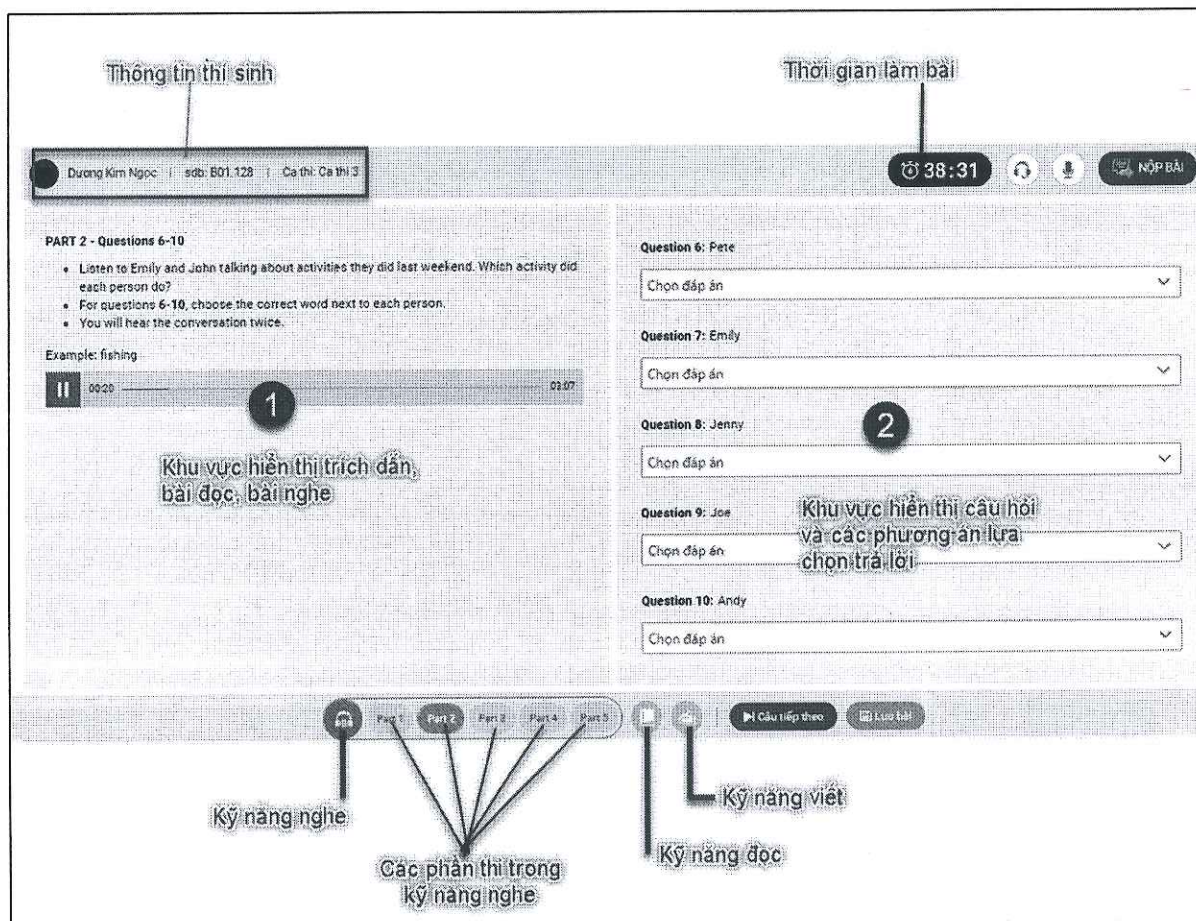 Thông tin thí sinh
Thời gian làm bài
Dương Kim Ngọc | sdb: B01.128 | Ca thi: Ca thi 3
38:31
NỘP BÀI
PART 2 - Questions 6-10
• Listen to Emily and John talking about activities they did last weekend. Which activity did
each person do?
• For questions 6-10, choose the correct word next to each person.
• You will hear the conversation twice.
Example: fishing
00:20
03:07
1
Khu vực hiển thị trích dẫn,
bài đọc, bài nghe
Question 6: Pete
Chọn đáp án
Question 7: Emily
Chọn đáp án
Question 8: Jenny
2
Chọn đáp án
Question 9: Joe
Khu vực hiển thị câu hỏi
và các phương án lựa
chọn trả lời
Chọn đáp án
Question 10: Andy
Chọn đáp án
Part 1
Part 2
Part 3
Part 4
Part 5
Câu tiếp theo
Lưu bài
Kỹ năng nghe
Các phần thi trong
kỹ năng nghe
Kỹ năng đọc
Kỹ năng viết